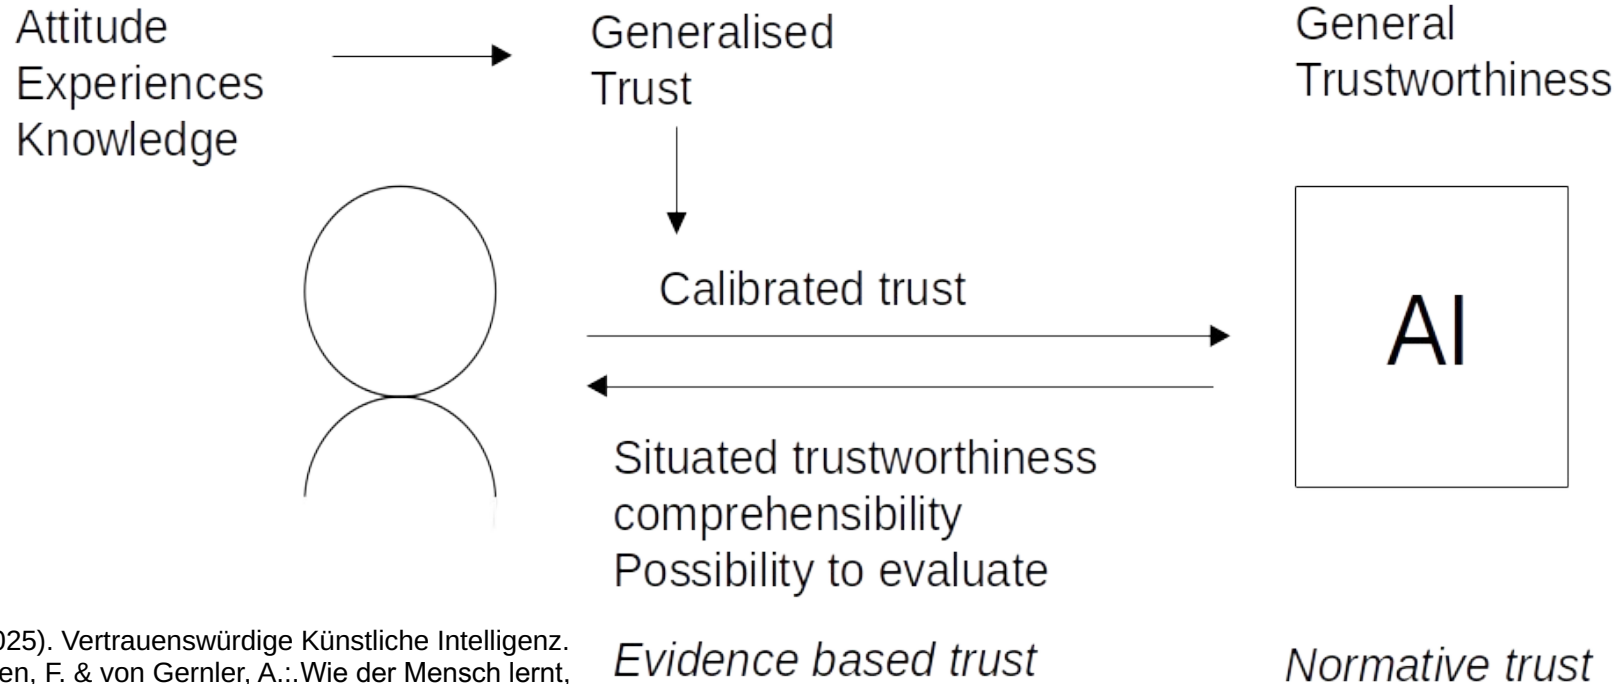 Attitude
Experiences
Knowledge
Generalised
Trust
General
Trustworthiness
Calibrated trust
AI
Situated trustworthiness
comprehensibility
Possibility to evaluate
025). Vertrauenswürdige Künstliche Intelligenz.
en, F. & von Gernler, A.:.Wie der Mensch lernt,
Evidence based trust
Normative trust